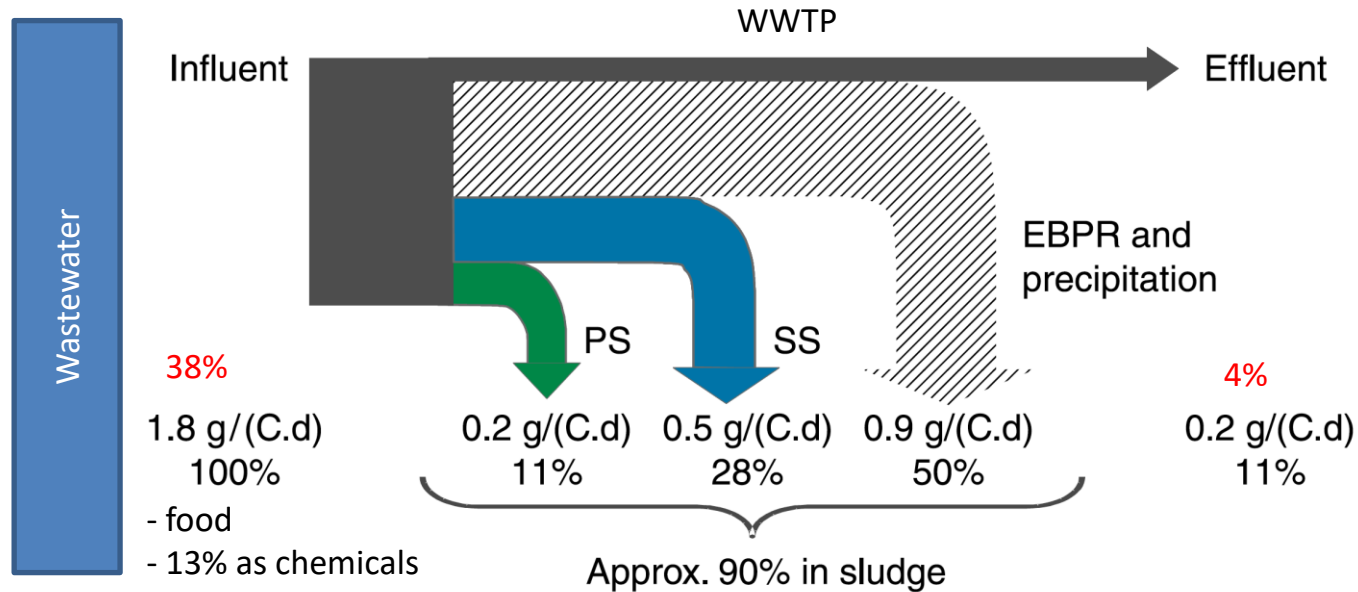 Wastewater
WWTP
Influent
Effluent
EBPR and
precipitation
PS
SS
38%
4%
1.8 g/(C.d)
0.2 g/(C.d)
0.5 g/(C.d)
0.9 g/(C.d)
0.2 g/(C.d)
100%
11%
28%
50%
11%
- food
- 13% as chemicals
Approx. 90% in sludge